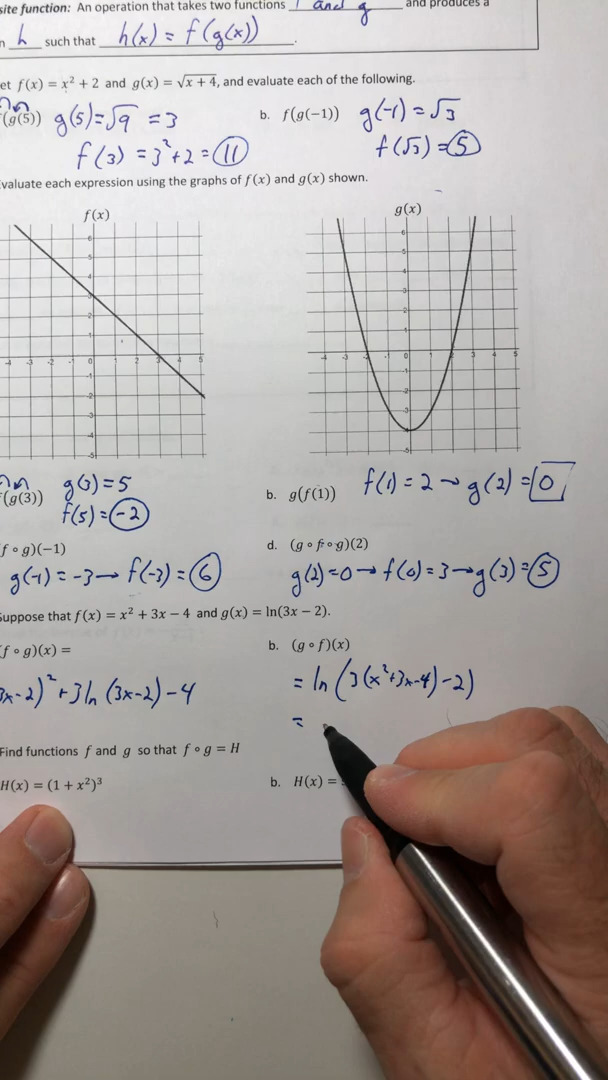 site function: An operation that takes two functions and g and produces a
h such that h(x) = f(g(x)).
et f(x) = x² + 2 and g(x) = √x + 4, and evaluate each of the following.
(g(5)) g(5)=√9 =3
f(3) = 3²+2 = 11
b. f(g(−1)) g(-1) = √3
f(√3) = 5
valuate each expression using the graphs of f(x) and g(x) shown.
f(x)
g(x)
(g(3)) g(3) = 5
f(5) = -2
b. g(f(1)) f(1) = 2 → g(2) = 0
f ∘ g)(−1)
g(-1) = -3 → f(-3) = 6
d. (g ∘ f ∘ g)(2)
g(2)=0 → f(0) = 3 → g(3) = 5
uppose that f(x) = x² + 3x − 4 and g(x) = ln(3x − 2).
f ∘ g)(x) =
3x-2)² + 3 ln (3x-2) - 4
b. (g ∘ f)(x)
= ln (3(x²+3x-4) - 2)
=
Find functions f and g so that f ∘ g = H
H(x) = (1 + x²)³
b. H(x) =